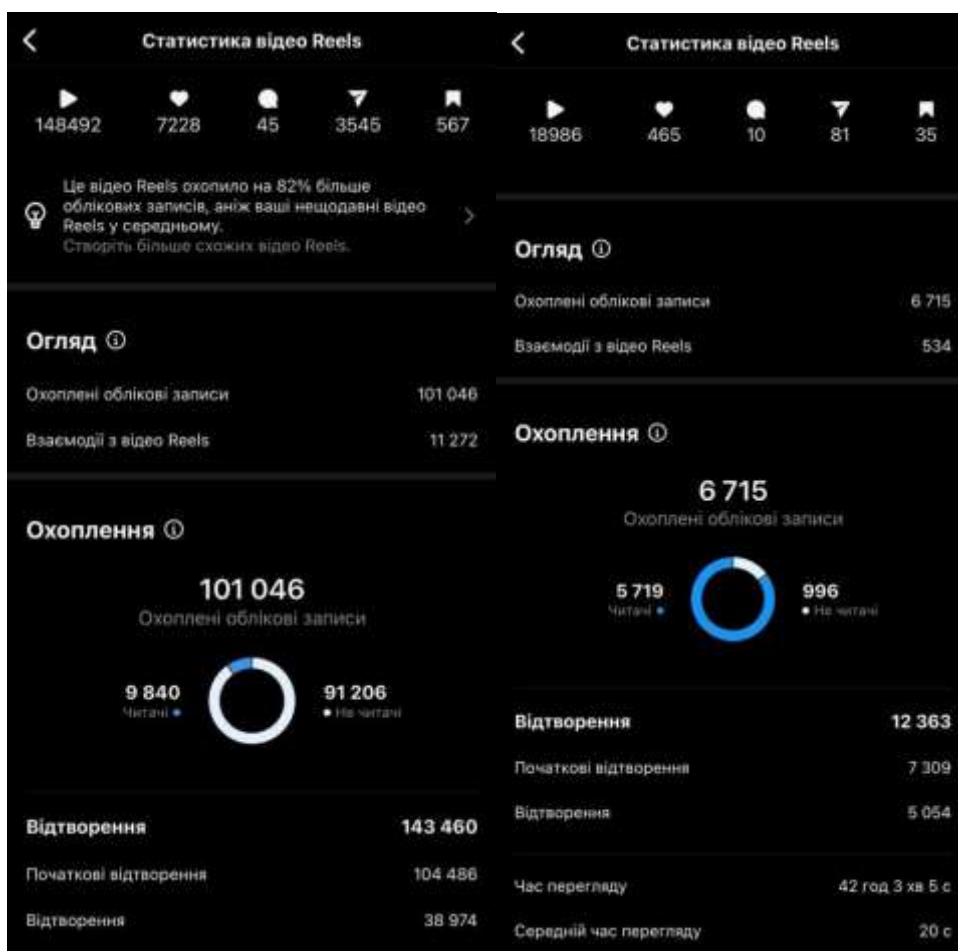 Статистика відео Reels
148492 7228 45 3545 567
Це відео Reels охопило на 82% більше
облікових записів, аніж ваші нещодавні відео
Reels у середньому.
Створіть більше схожих відео Reels.
Огляд
Охоплені облікові записи 101 046
Взаємодії з відео Reels 11 272
Охоплення
101 046
Охоплені облікові записи
9 840 91 206
Читачі Не читачі
Відтворення 143 460
Початкові відтворення 104 486
Відтворення 38 974
Статистика відео Reels
18986 465 10 81 35
Огляд
Охоплені облікові записи 6 715
Взаємодії з відео Reels 534
Охоплення
6 715
Охоплені облікові записи
5 719 996
Читачі Не читачі
Відтворення 12 363
Початкові відтворення 7 309
Відтворення 5 054
Час перегляду 42 год 3 хв 5 с
Середній час перегляду 20 с